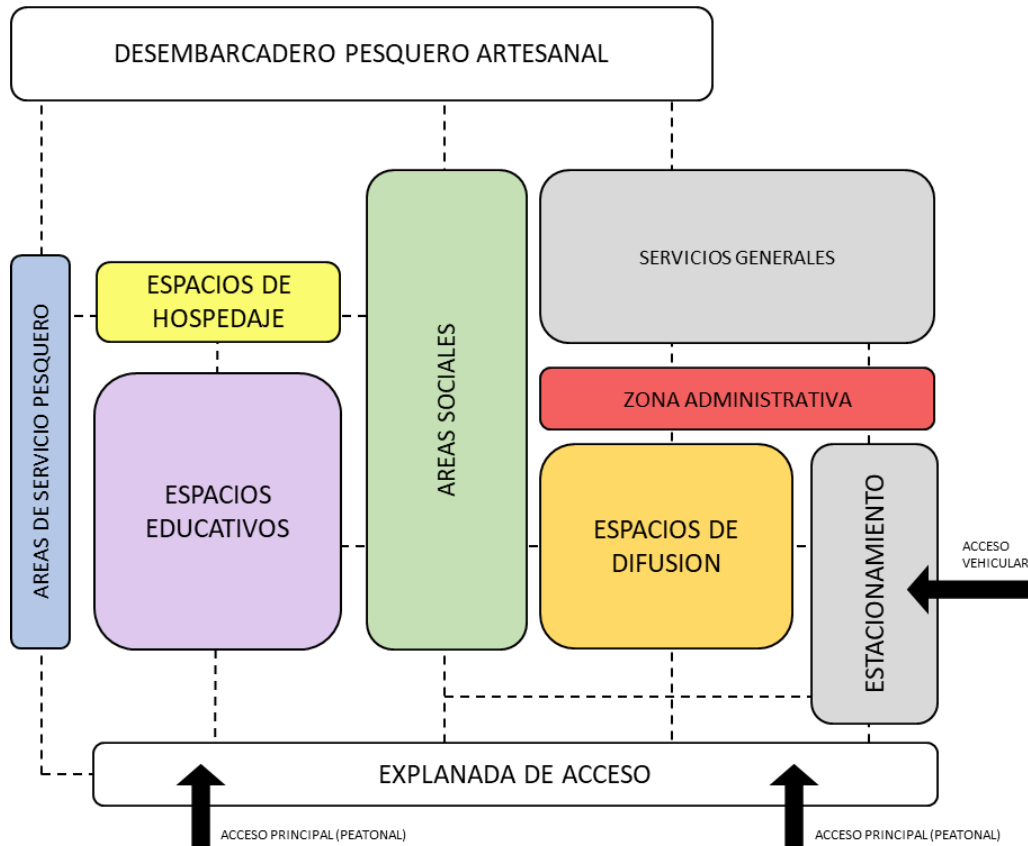 DESEMBARCADERO PESQUERO ARTESANAL
SERVICIOS GENERALES
ESPACIOS DE
HOSPEDAJE
AREAS DE SERVICIO PESQUERO
AREAS SOCIALES
ZONA ADMINISTRATIVA
ESPACIOS
EDUCATIVOS
ESPACIOS DE
DIFUSION
ESTACIONAMIENTO
ACCESO
VEHICULAR
EXPLANADA DE ACCESO
ACCESO PRINCIPAL (PEATONAL)
ACCESO PRINCIPAL (PEATONAL)